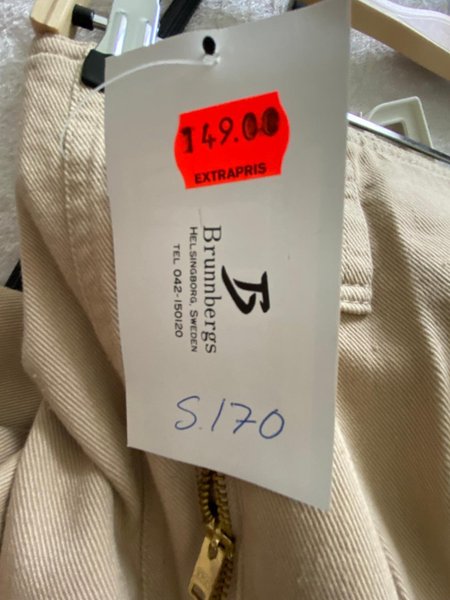 149.00
EXTRAPRIS
Brunnbergs
HELSINGBORG, SWEDEN
TEL 042-150120
S.170